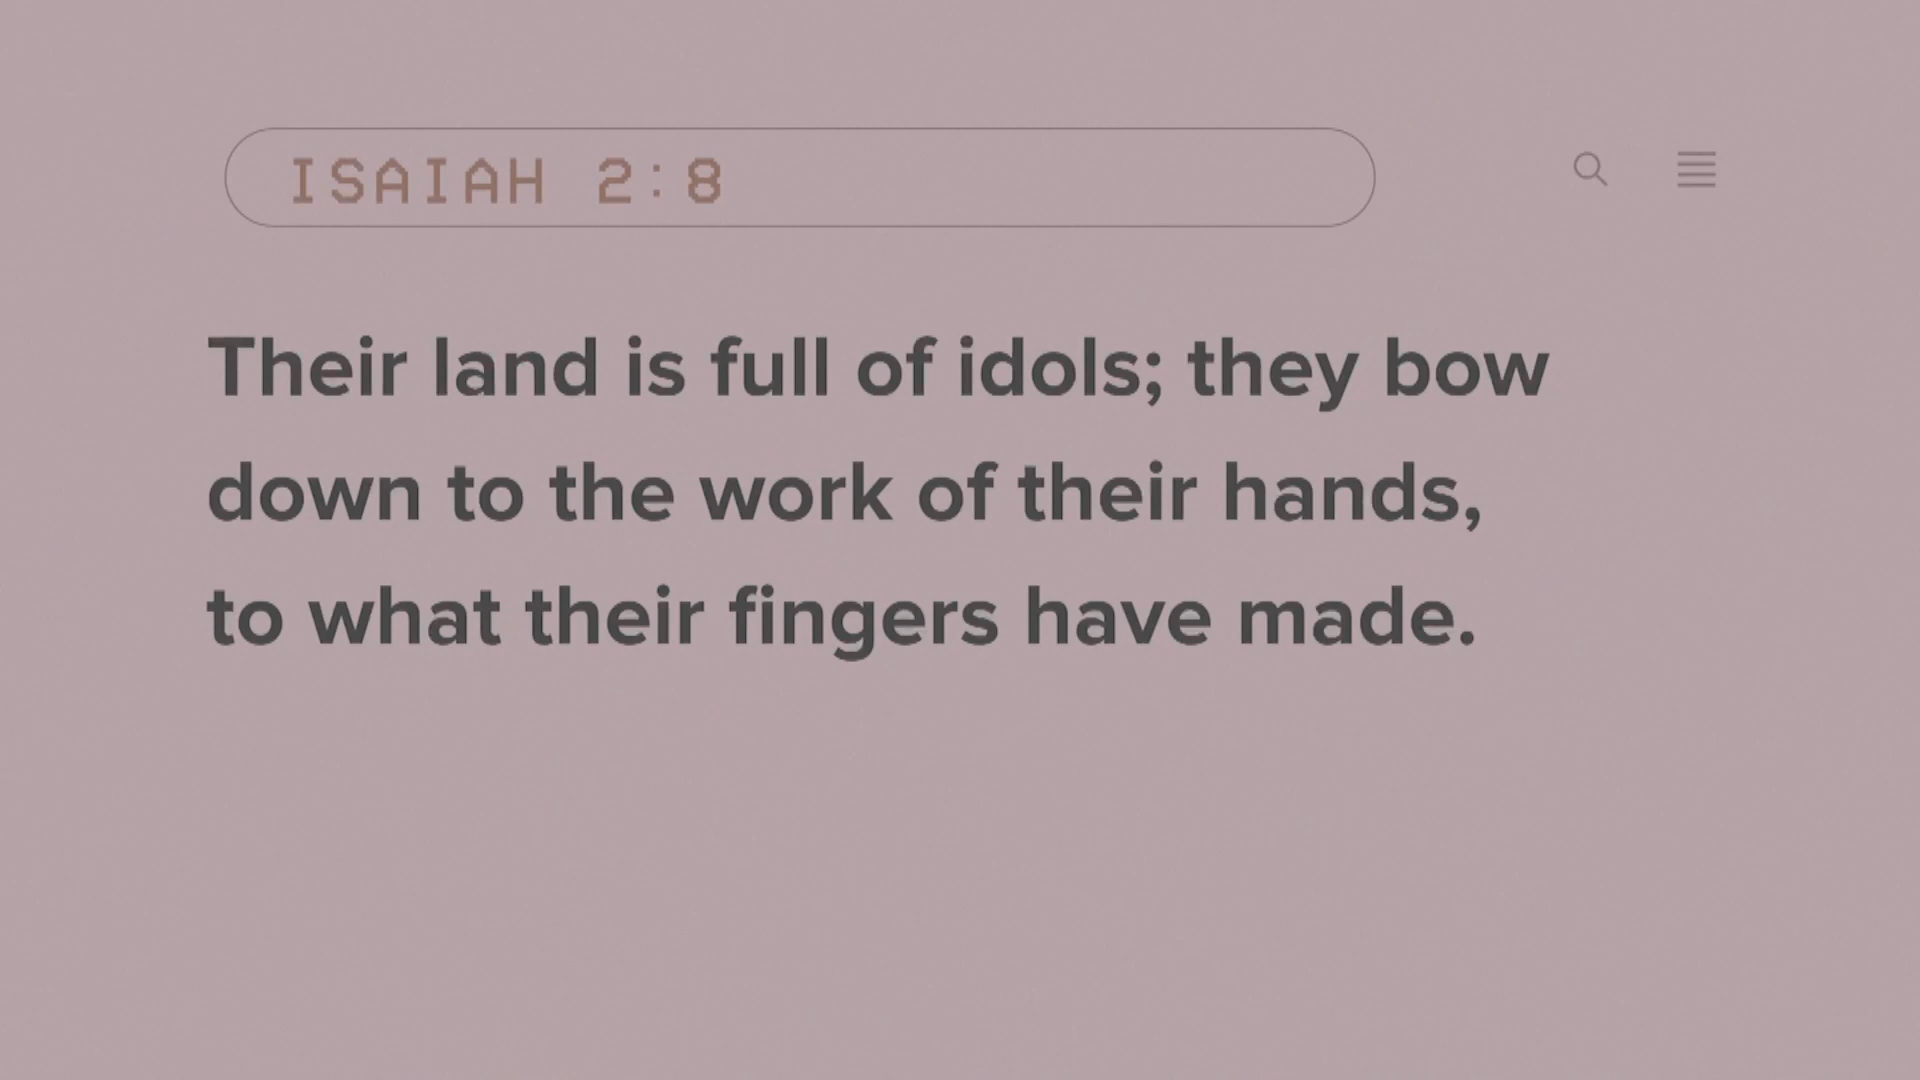 ISAIAH 2:8
Their land is full of idols; they bow
down to the work of their hands,
to what their fingers have made.